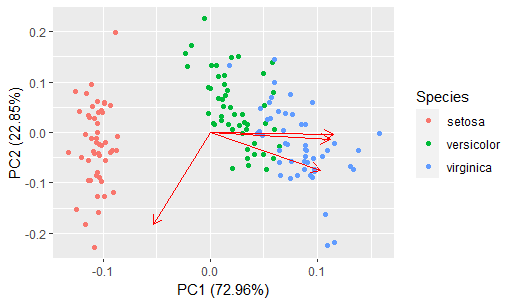 0.2
0.1
0.0
-0.1
-0.2
PC2 (22.85%)
-0.1
0.0
0.1
PC1 (72.96%)
Species
setosa
versicolor
virginica